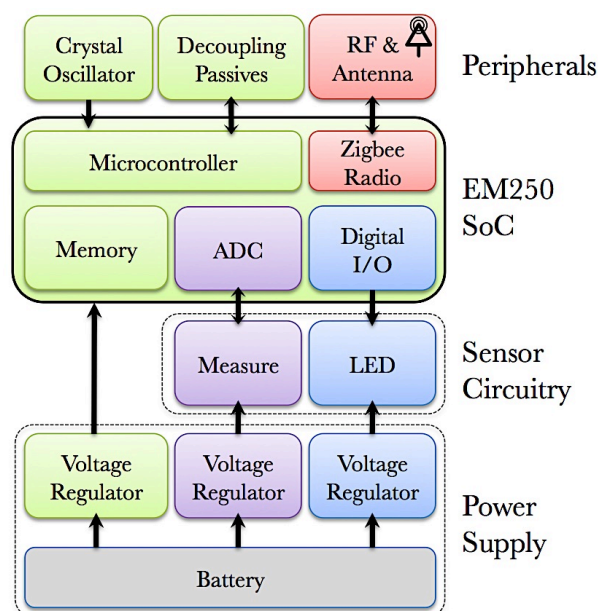 Crystal
Oscillator
Decoupling
Passives
RF &
Antenna
Peripherals
Microcontroller
Zigbee
Radio
EM250
SoC
Memory
ADC
Digital
I/O
Measure
LED
Sensor
Circuitry
Voltage
Regulator
Voltage
Regulator
Voltage
Regulator
Power
Supply
Battery